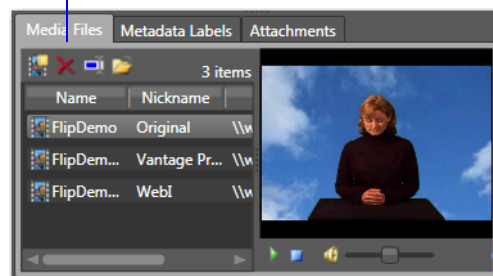 Media Files Metadata Labels Attachments
3 items
Name Nickname
FlipDemo Original \\w
FlipDem... Vantage Pr... \\w
FlipDem... WebI \\w